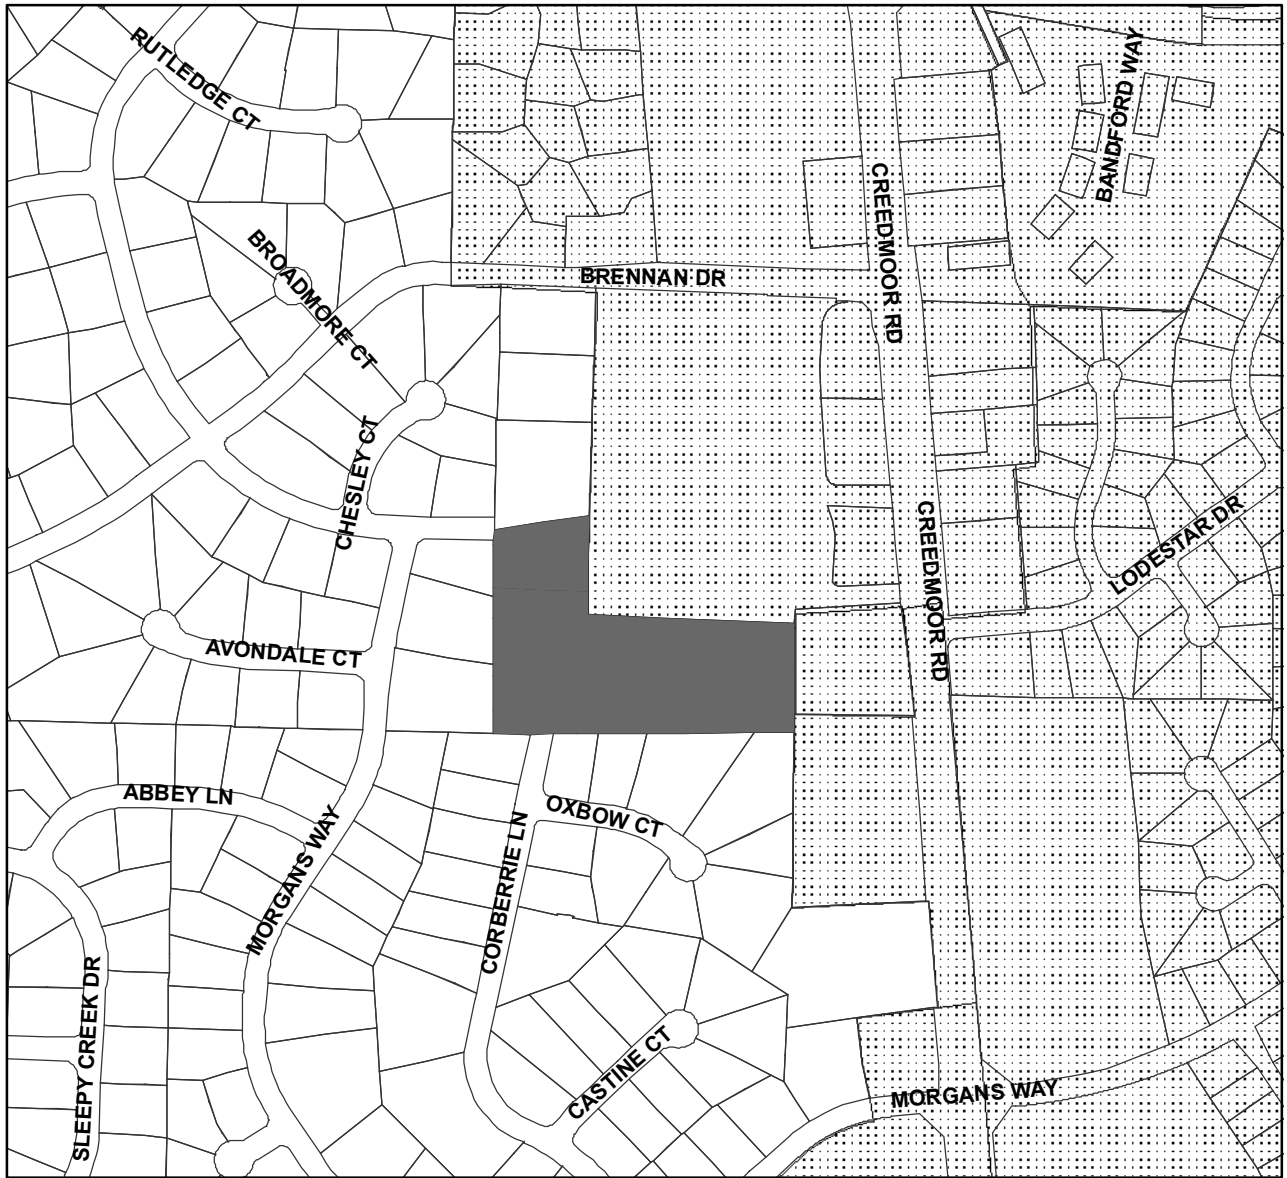 RUTLEDGE CT
BANDFORD WAY
CREEDMOOR RD
BROADMORE CT
BRENNAN DR
CHESLEY CT
CREEDMOOR RD
LODESTAR DR
AVONDALE CT
ABBEY LN
OXBOW CT
MORGANS WAY
CORBERRIE LN
SLEEPY CREEK DR
CASTINE CT
MORGANS WAY